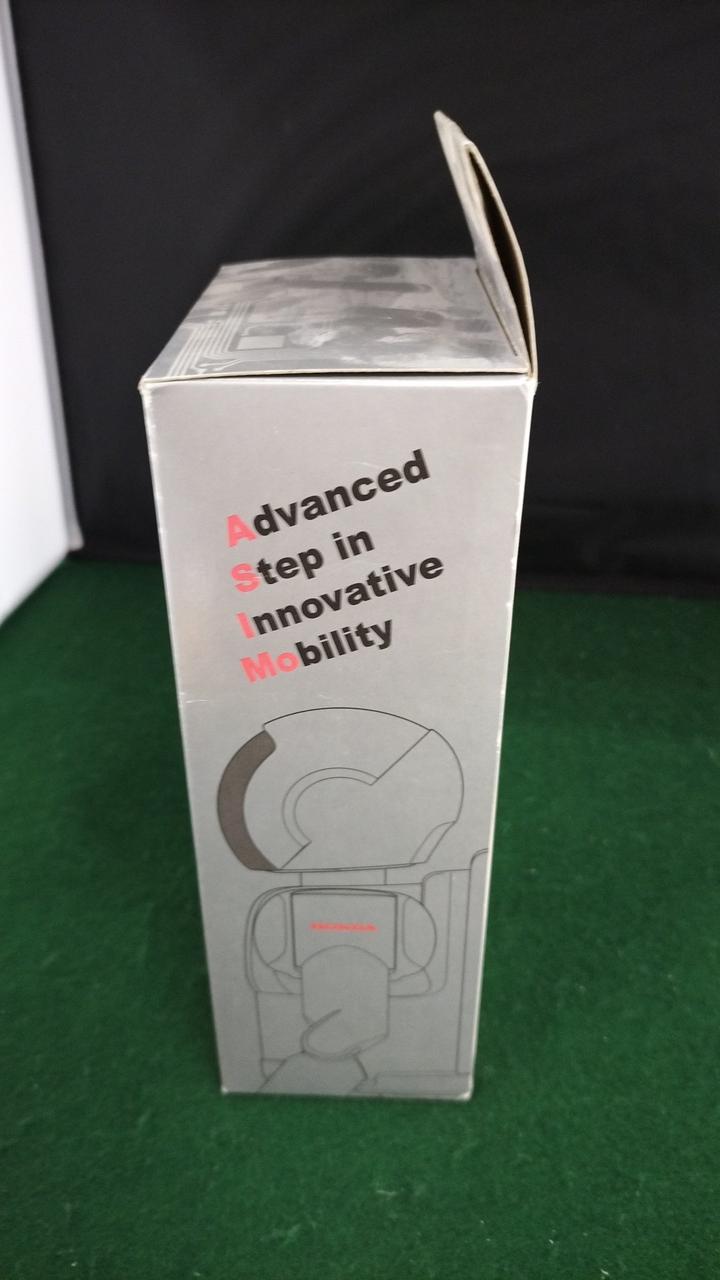 Advanced
Step in
Innovative
Mobility
HONDA